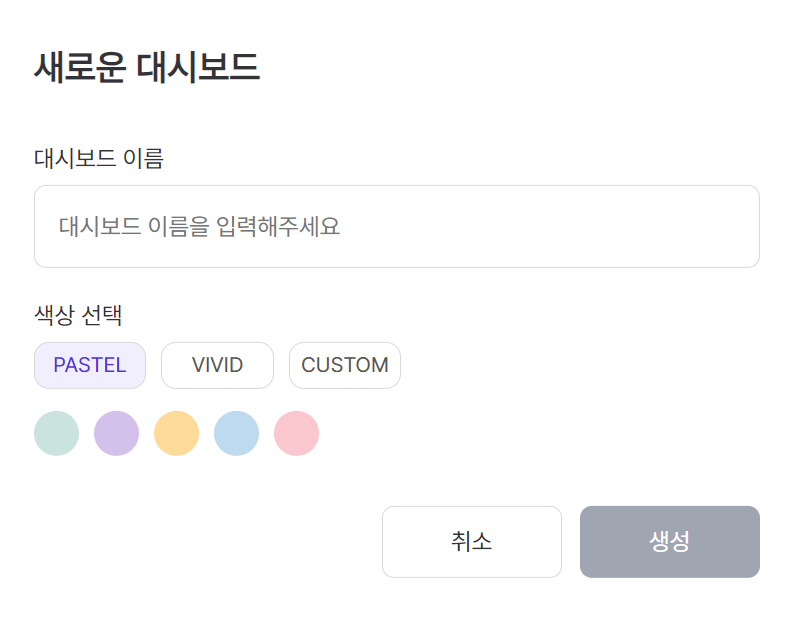 새로운 대시보드
대시보드 이름
대시보드 이름을 입력해주세요
색상 선택
PASTEL VIVID CUSTOM
취소 생성